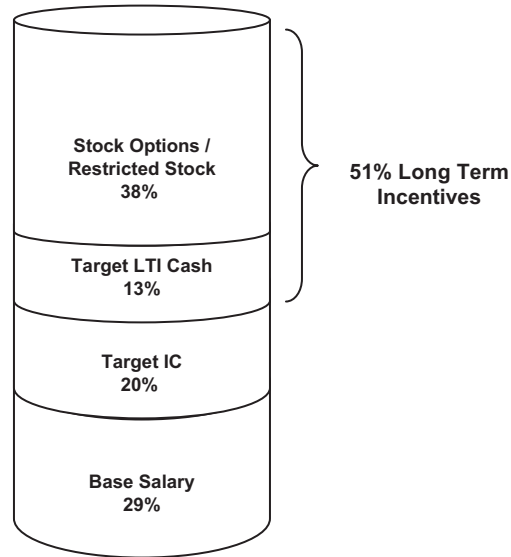 Stock Options /
Restricted Stock
38%
51% Long Term
Incentives
Target LTI Cash
13%
Target IC
20%
Base Salary
29%